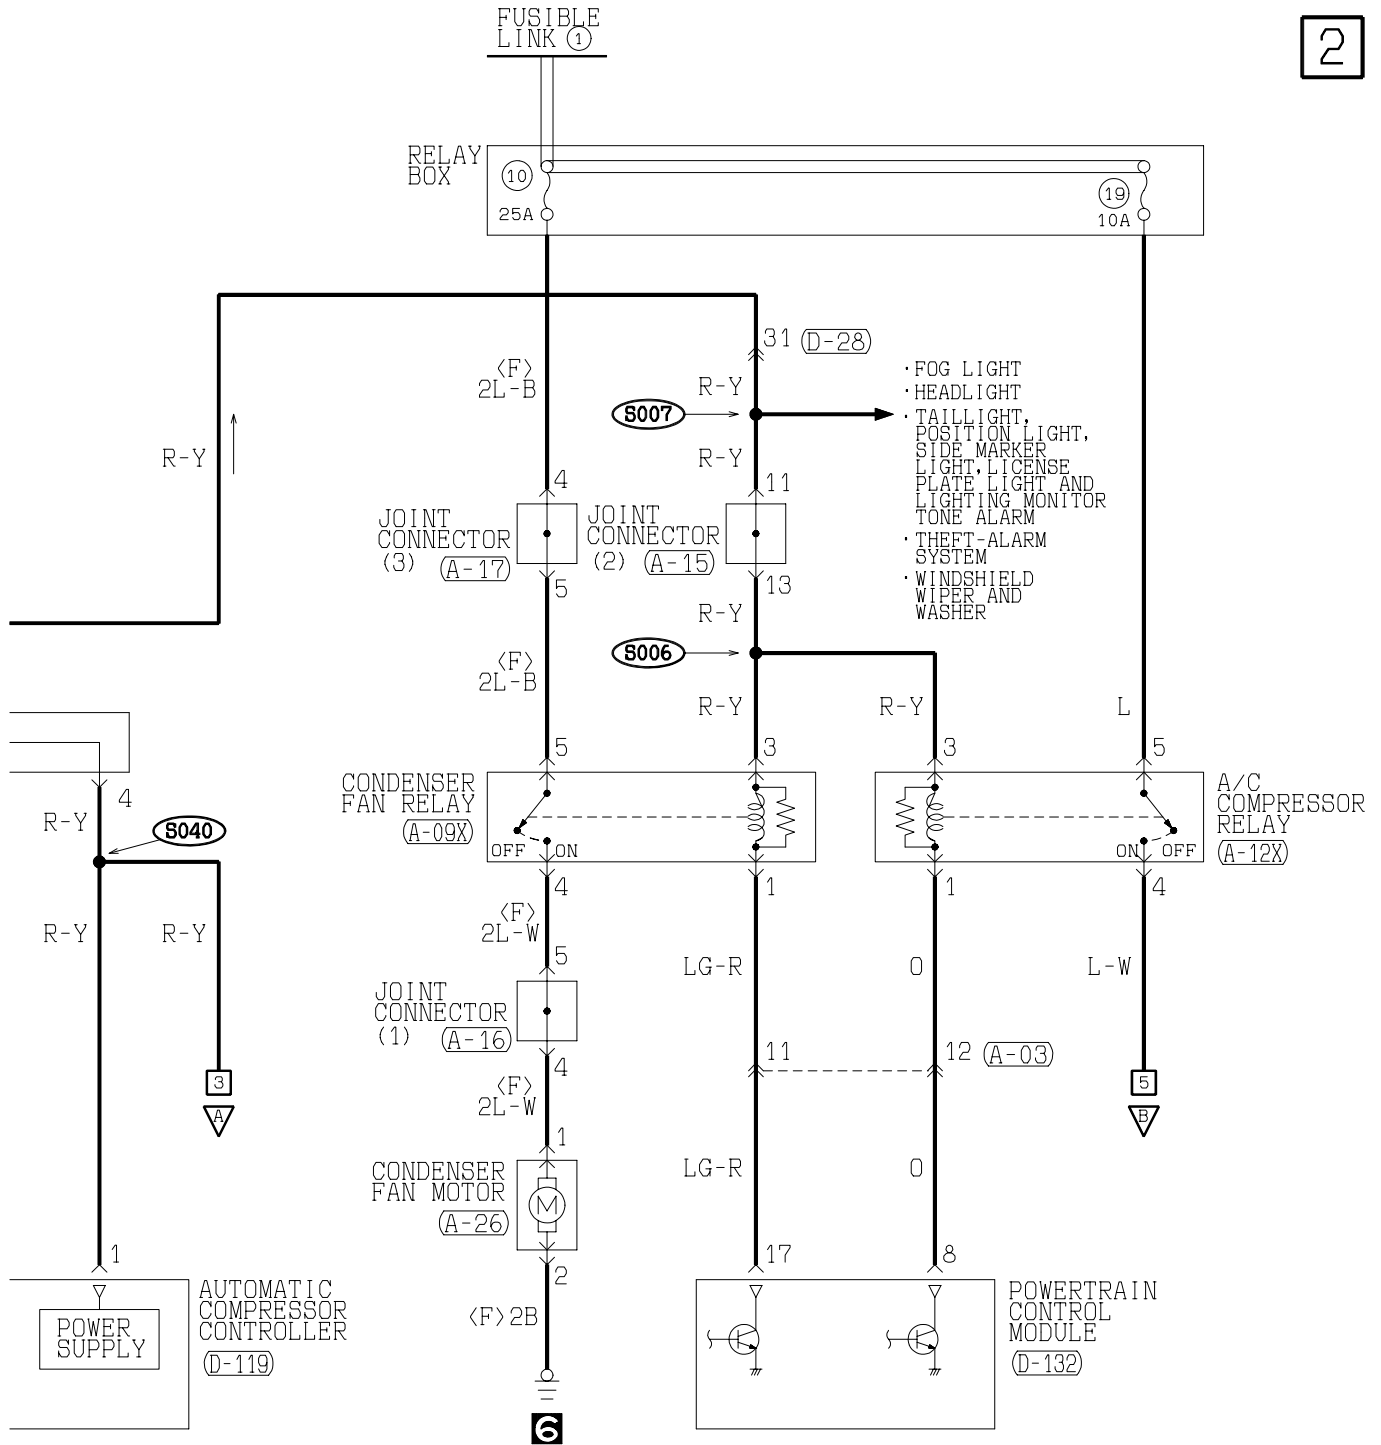 FUSIBLE
LINK 1
2
RELAY
BOX
10
25A
19
10A
31 D-28
<F>
2L-B
R-Y
S007
R-Y
R-Y
· FOG LIGHT
· HEADLIGHT
· TAILLIGHT,
POSITION LIGHT,
SIDE MARKER
LIGHT, LICENSE
PLATE LIGHT AND
LIGHTING MONITOR
TONE ALARM
· THEFT-ALARM
SYSTEM
· WINDSHIELD
WIPER AND
WASHER
4
11
JOINT
CONNECTOR
(3) A-17
JOINT
CONNECTOR
(2) A-15
5
13
R-Y
S006
<F>
2L-B
R-Y
R-Y
L
5
3
3
5
CONDENSER
FAN RELAY
A-09X
OFF
ON
A/C
COMPRESSOR
RELAY
A-12X
ON
OFF
4
R-Y
S040
R-Y
R-Y
4
1
1
4
<F>
2L-W
LG-R
O
L-W
5
JOINT
CONNECTOR
(1) A-16
4
11
12 A-03
3
A
5
B
<F>
2L-W
1
LG-R
O
CONDENSER
FAN MOTOR
A-26
M
1
2
17
8
AUTOMATIC
COMPRESSOR
CONTROLLER
D-119
POWER
SUPPLY
<F>2B
POWERTRAIN
CONTROL
MODULE
D-132
6